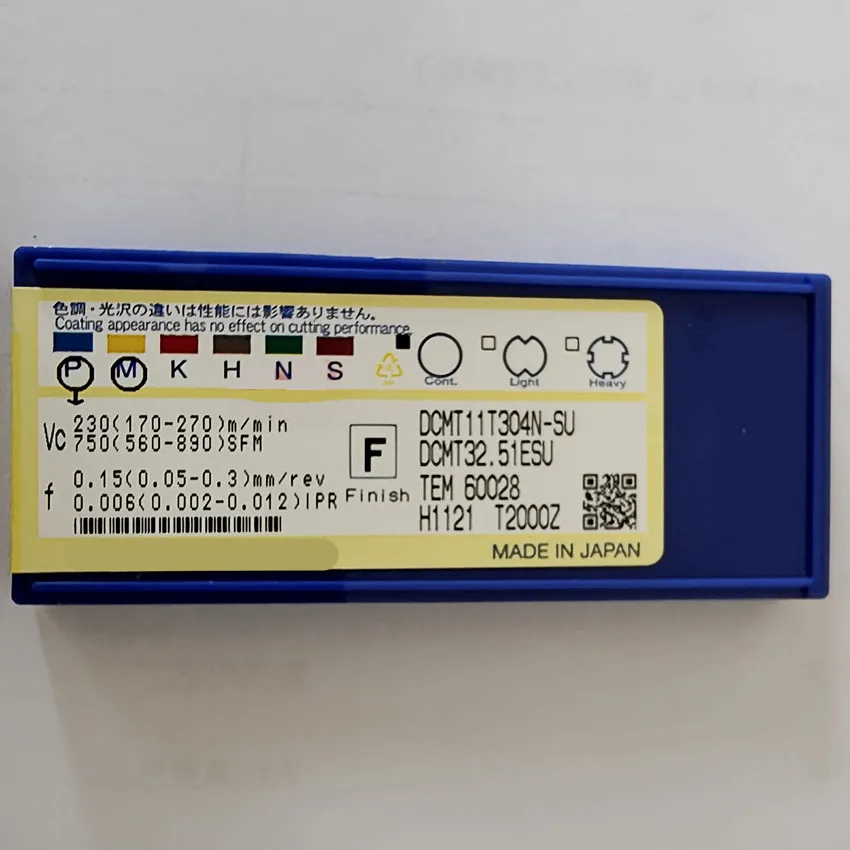 色調・光沢の違いは性能には影響ありません。
Coating appearance has no effect on cutting performance.
P M K H N S
Cont. Light Heavy
Vc 230(170-270)m/min
750(560-890)SFM
f 0.15(0.05-0.3)mm/rev
0.006(0.002-0.012)IPR
F
Finish
DCMT11T304N-SU
DCMT32.51ESU
TEM 60028
H1121 T2000Z
MADE IN JAPAN